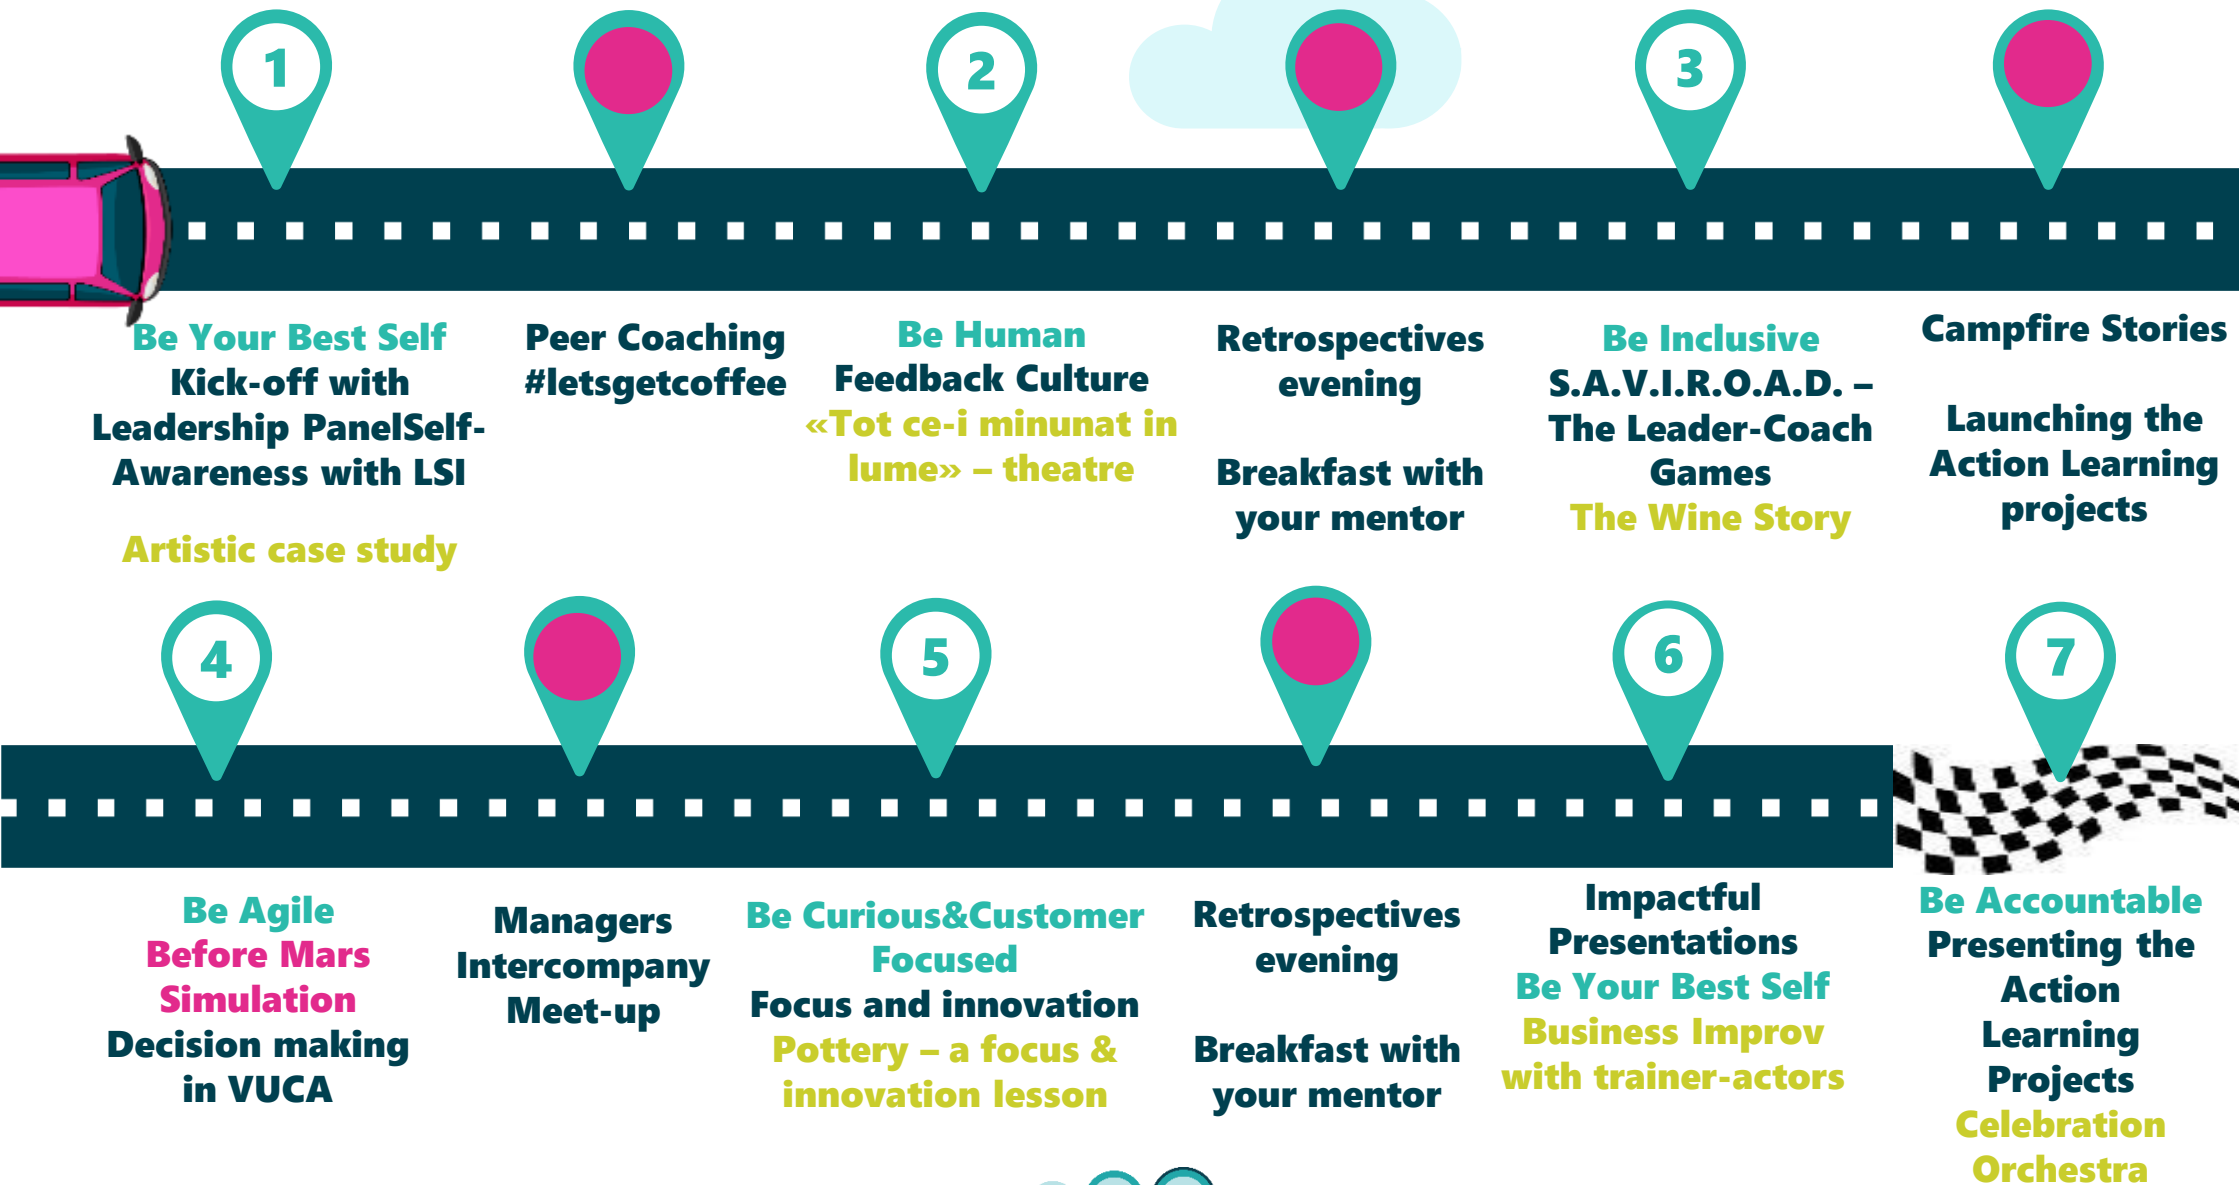 1
2
3
Be Your Best Self
Kick-off with
Leadership PanelSelf-
Awareness with LSI
Artistic case study
Peer Coaching
#letsgetcoffee
Be Human
Feedback Culture
«Tot ce-i minunat in
lume» – theatre
Retrospectives
evening
Breakfast with
your mentor
Be Inclusive
S.A.V.I.R.O.A.D. –
The Leader-Coach
Games
The Wine Story
Campfire Stories
Launching the
Action Learning
projects
4
5
6
7
Be Agile
Before Mars
Simulation
Decision making
in VUCA
Managers
Intercompany
Meet-up
Be Curious&Customer
Focused
Focus and innovation
Pottery – a focus &
innovation lesson
Retrospectives
evening
Breakfast with
your mentor
Impactful
Presentations
Be Your Best Self
Business Improv
with trainer-actors
Be Accountable
Presenting the
Action
Learning
Projects
Celebration
Orchestra